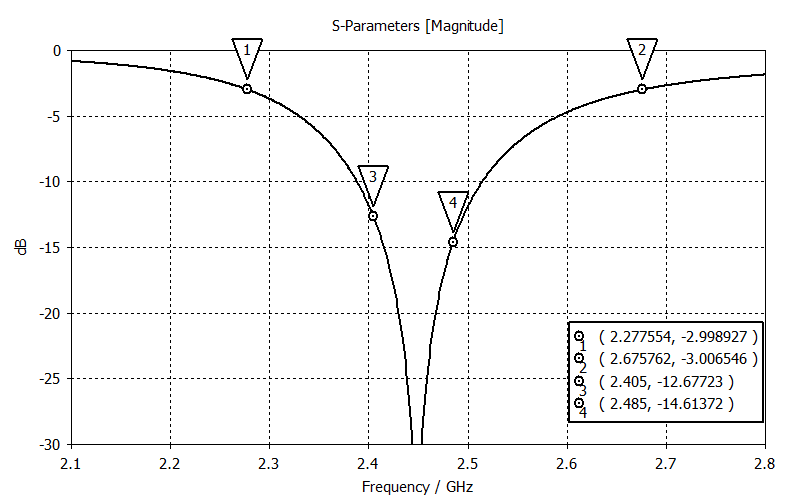 S-Parameters [Magnitude]
0
-5
-10
-15
-20
-25
-30
dB
1
2
3
4
1 ( 2.277554, -2.998927 )
2 ( 2.675762, -3.006546 )
3 ( 2.405, -12.67723 )
4 ( 2.485, -14.61372 )
2.1 2.2 2.3 2.4 2.5 2.6 2.7 2.8
Frequency / GHz